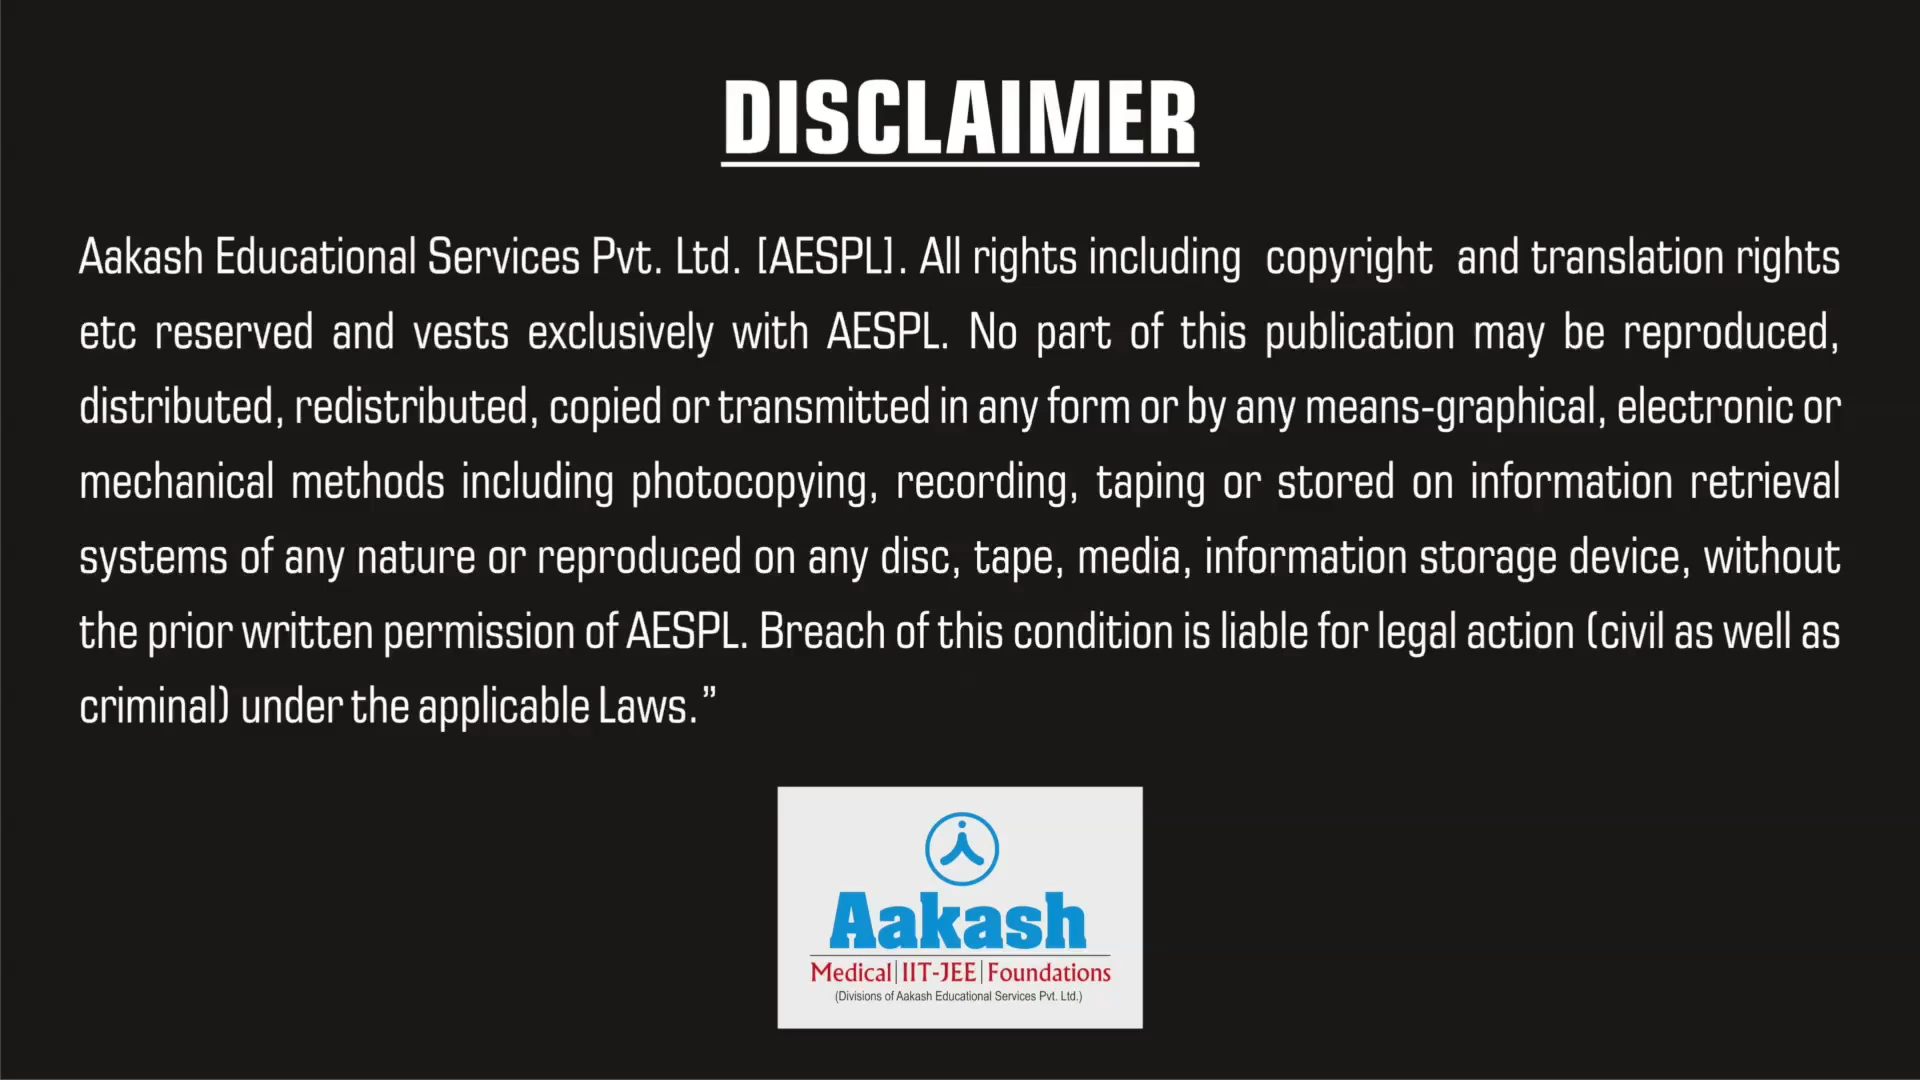 DISCLAIMER
Aakash Educational Services Pvt. Ltd. [AESPL]. All rights including copyright and translation rights
etc reserved and vests exclusively with AESPL. No part of this publication may be reproduced,
distributed, redistributed, copied or transmitted in any form or by any means-graphical, electronic or
mechanical methods including photocopying, recording, taping or stored on information retrieval
systems of any nature or reproduced on any disc, tape, media, information storage device, without
the prior written permission of AESPL. Breach of this condition is liable for legal action (civil as well as
criminal) under the applicable Laws.”
Aakash
Medical|IIT-JEE|Foundations
(Divisions of Aakash Educational Services Pvt. Ltd.)